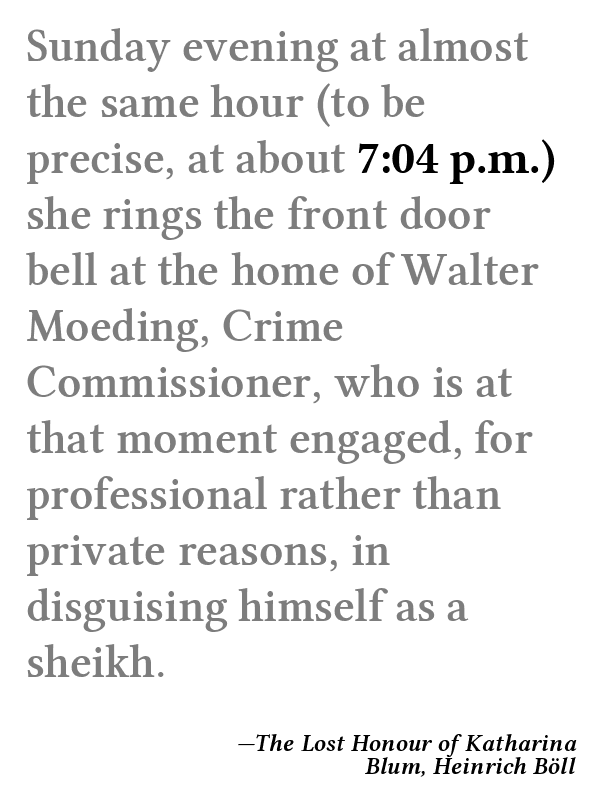 Sunday evening at almost
the same hour (to be
precise, at about 7:04 p.m.)
she rings the front door
bell at the home of Walter
Moeding, Crime
Commissioner, who is at
that moment engaged, for
professional rather than
private reasons, in
disguising himself as a
sheikh.
—The Lost Honour of Katharina
Blum, Heinrich Böll